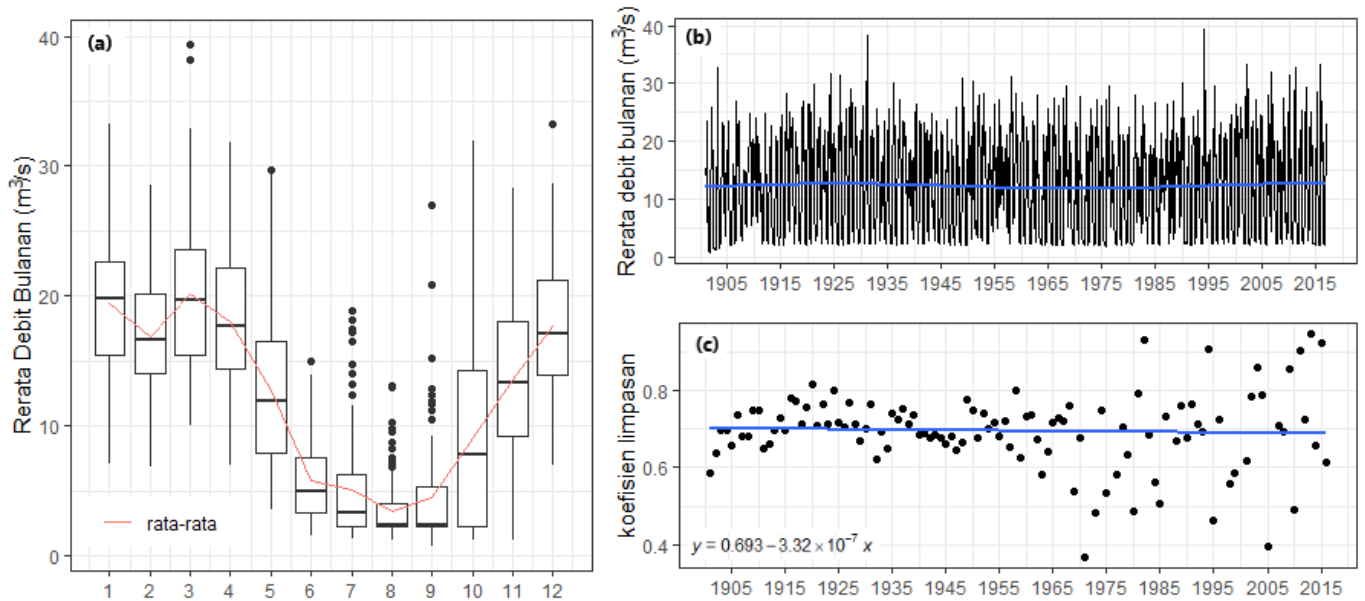 (a)
Rerata Debit Bulanan (m³/s)
40
30
20
10
0
rata-rata
1 2 3 4 5 6 7 8 9 10 11 12
(b)
Rerata debit bulanan (m³/s)
40
30
20
10
0
1905 1915 1925 1935 1945 1955 1965 1975 1985 1995 2005 2015
(c)
koefisien limpasan
0.8
0.6
0.4
y = 0.693 − 3.32 × 10⁻⁷ x
1905 1915 1925 1935 1945 1955 1965 1975 1985 1995 2005 2015